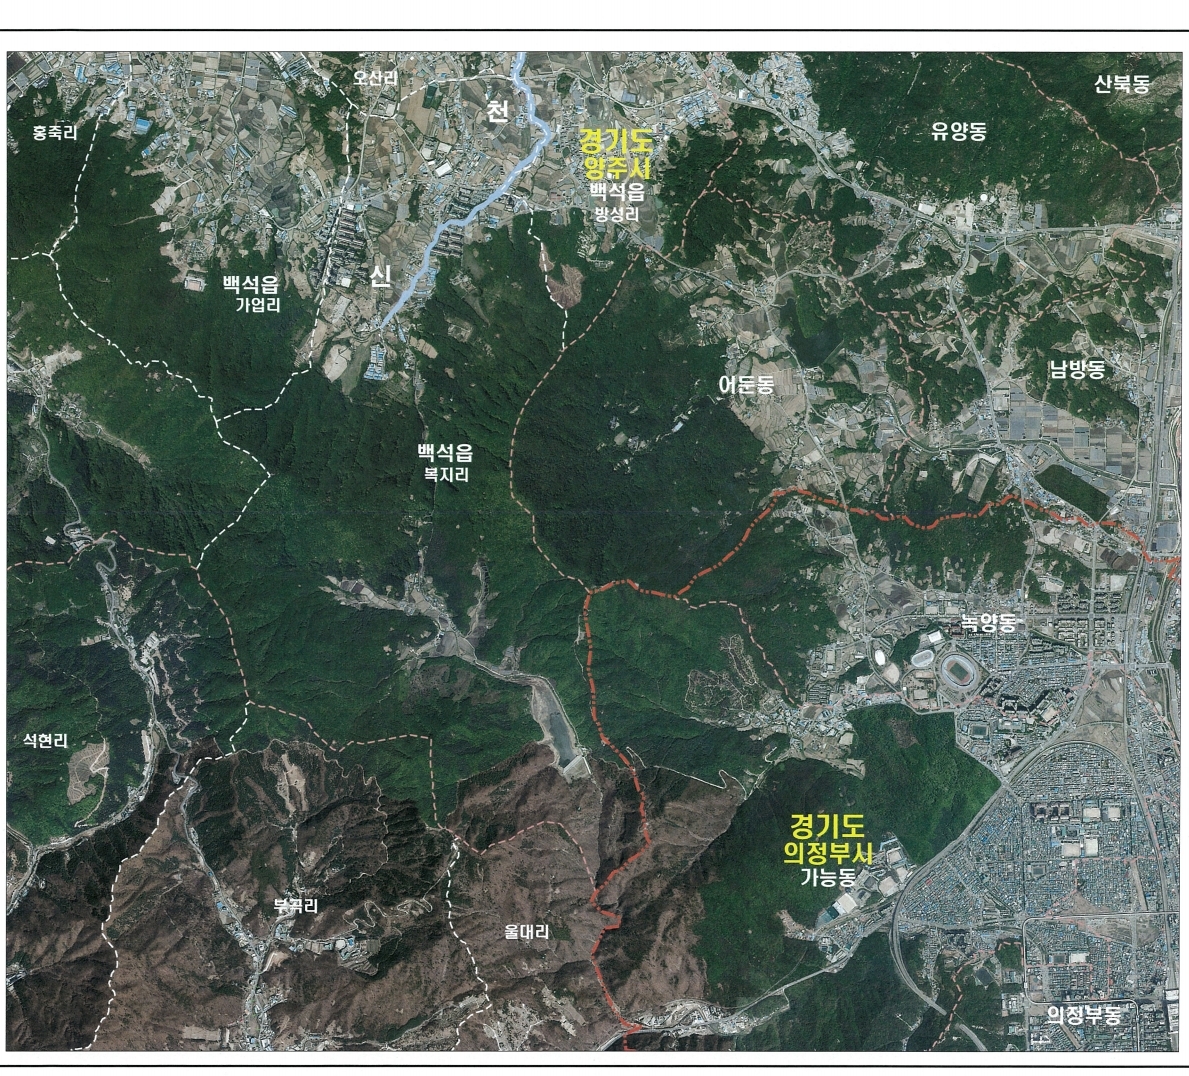 오산리
산북동
천
홍죽리
유양동
경기도
양주시
백석읍
방성리
신
백석읍
가업리
남방동
어둔동
백석읍
복지리
녹양동
석현리
경기도
의정부시
가능동
부곡리
울대리
의정부동